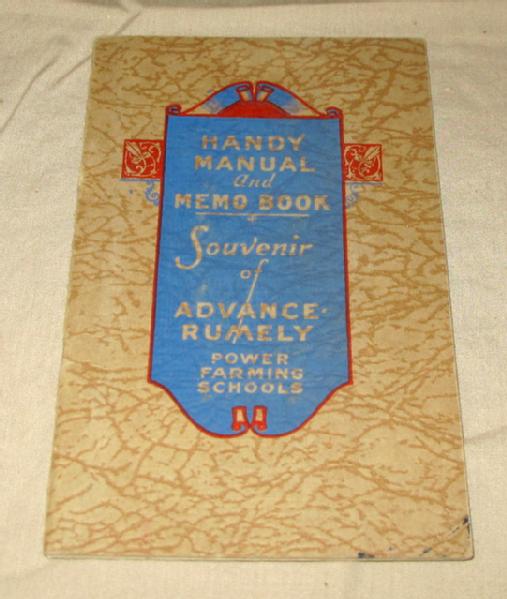 HANDY
MANUAL
and
MEMO BOOK
Souvenir
of
ADVANCE-
RUMELY
POWER
FARMING
SCHOOLS